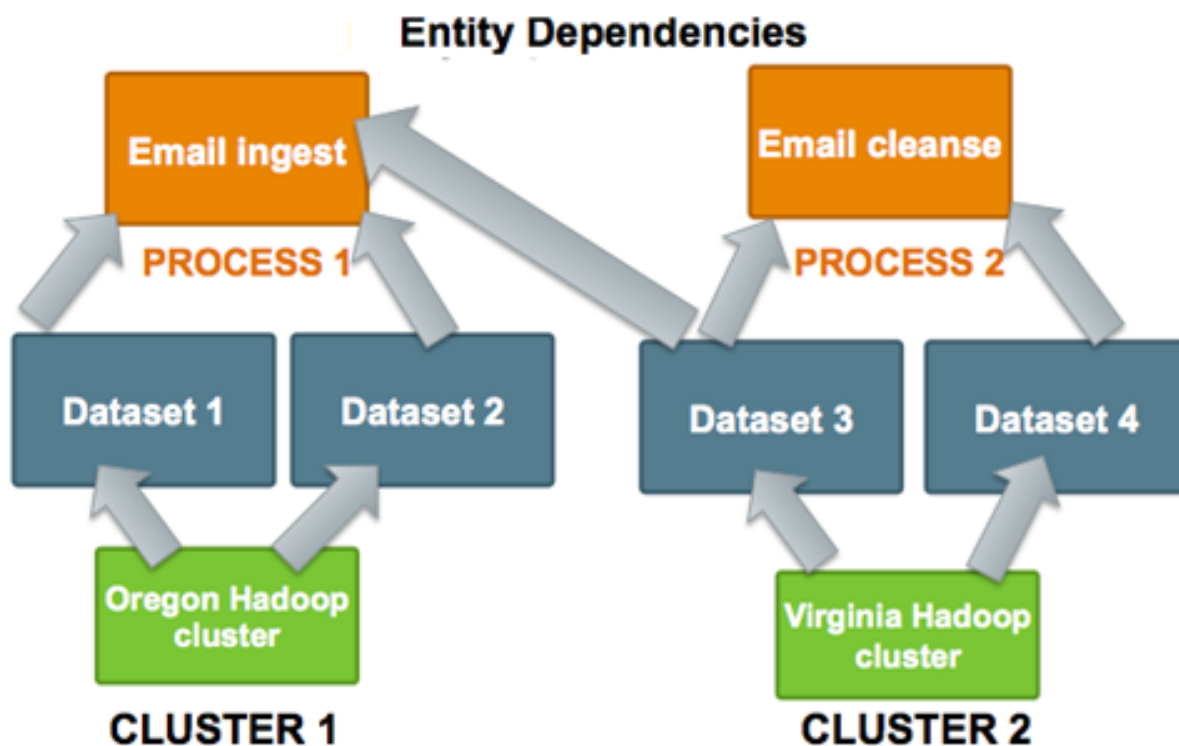 Entity Dependencies
Email ingest
Email cleanse
PROCESS 1
PROCESS 2
Dataset 1
Dataset 2
Dataset 3
Dataset 4
Oregon Hadoop
cluster
Virginia Hadoop
cluster
CLUSTER 1
CLUSTER 2